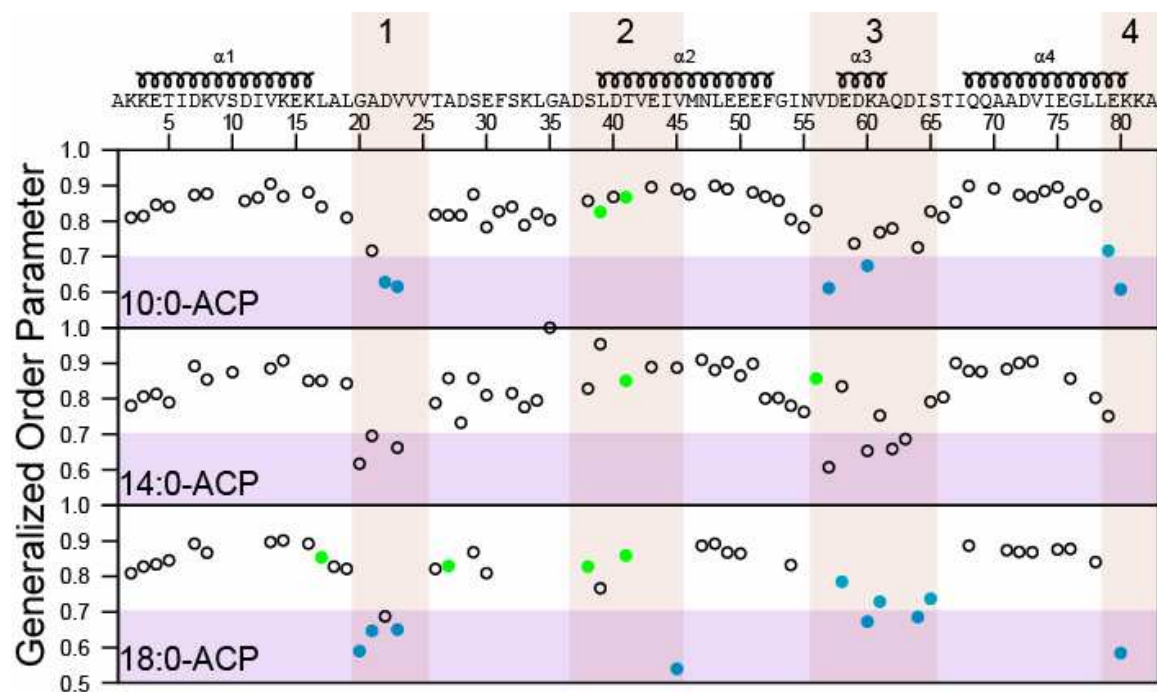 1 2 3 4
α1 α2 α3 α4
AKKETIDKVSDIVKEKLALGADVVVTADSEFSKLGADSLDTVEIVMNLEEEFGINVDEDKAQDISTIQQAADVIEGLLEKKA
5 10 15 20 25 30 35 40 45 50 55 60 65 70 75 80
Generalized Order Parameter
1.0
0.9
0.8
0.7
0.6
10:0-ACP
1.0
0.9
0.8
0.7
0.6
14:0-ACP
1.0
0.9
0.8
0.7
0.6
18:0-ACP
0.5